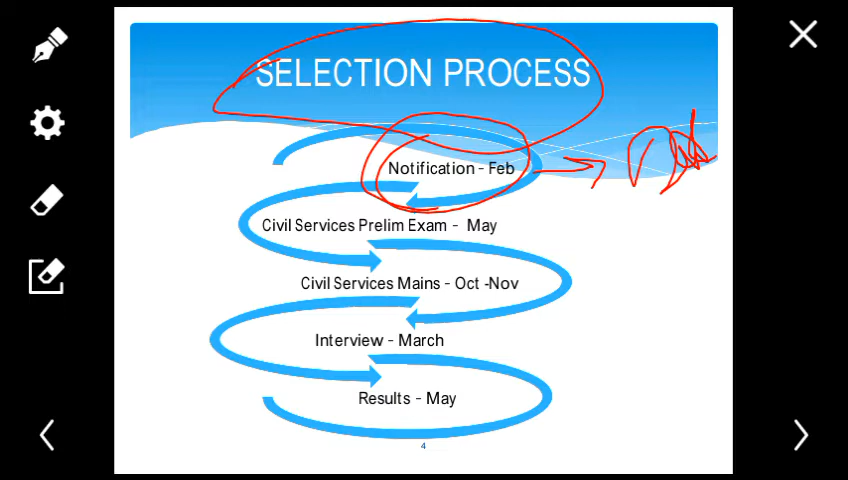 SELECTION PROCESS
Notification - Feb
Civil Services Prelim Exam - May
Civil Services Mains - Oct -Nov
Interview - March
Results - May
4